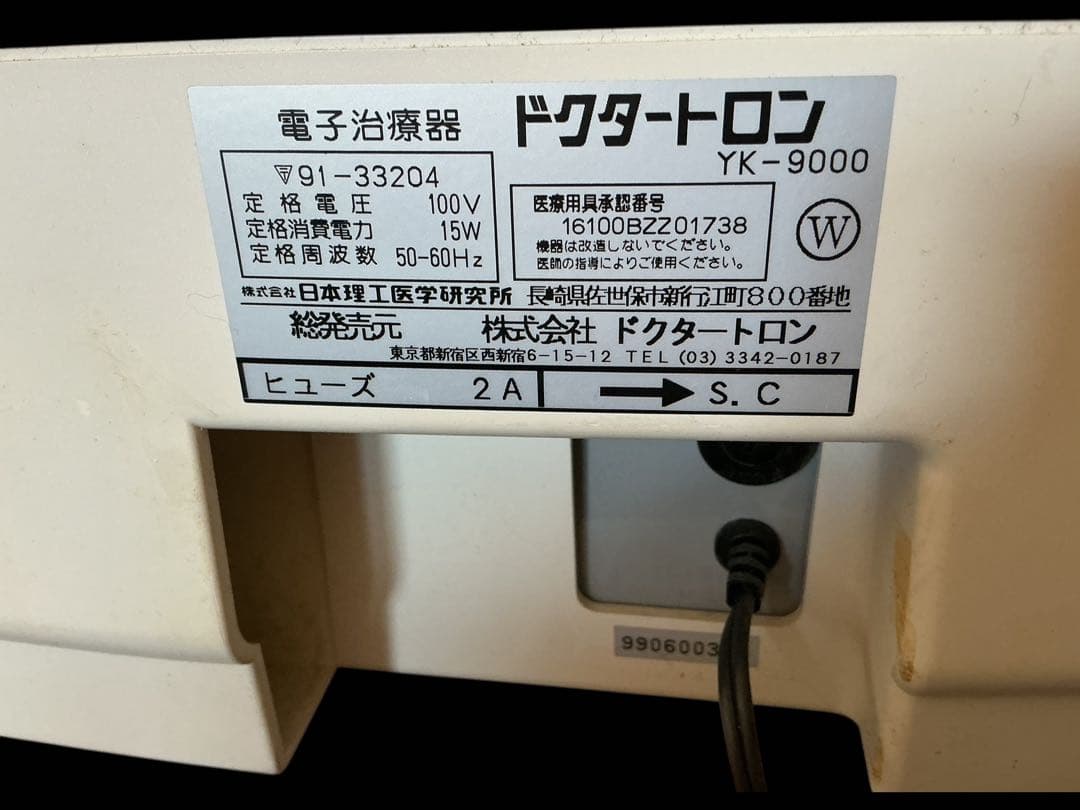 電子治療器 ドクタートロン
YK-9000
〒91-33204
定格電圧 100V
定格消費電力 15W
定格周波数 50-60Hz
医療用具承認番号
16100BZZ01738
機器は改造しないでください。
医師の指導によりご使用ください。
W
株式会社 日本理工医学研究所 長崎県佐世保市新行江町800番地
総発売元 株式会社 ドクタートロン
東京都新宿区西新宿6-15-12 TEL (03) 3342-0187
ヒューズ 2A → S.C
9906003